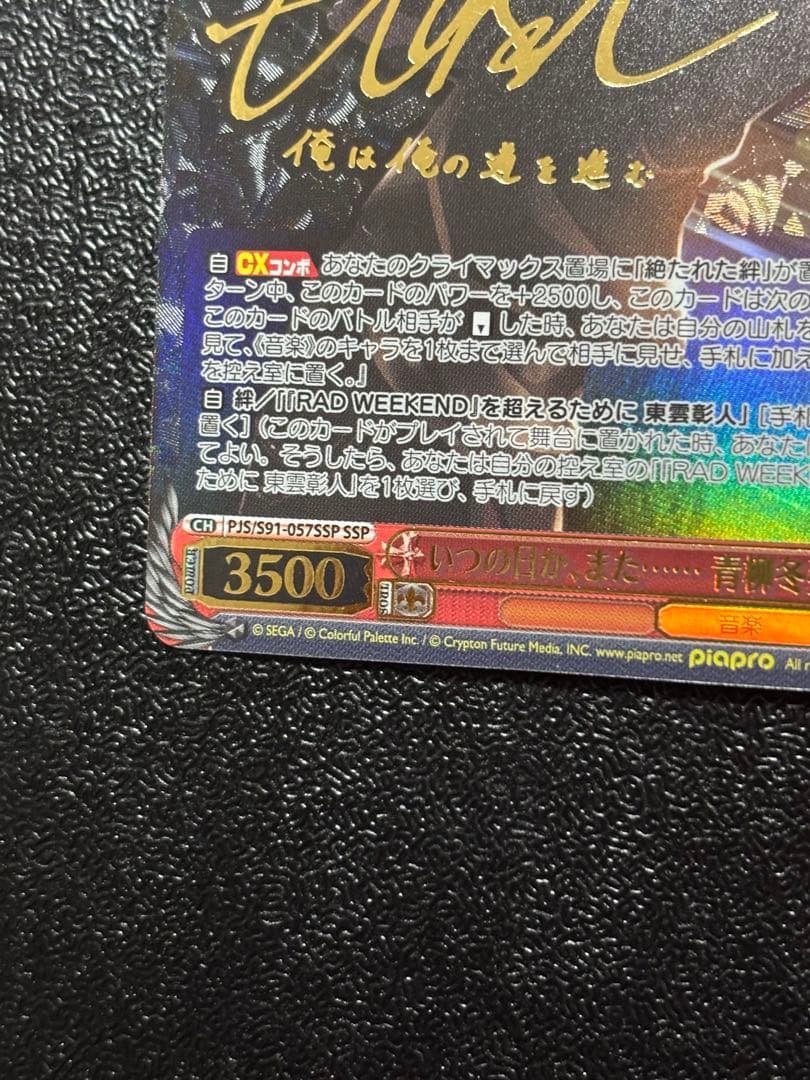 俺は俺の道を進む
自 CXコンボ あなたのクライマックス置場に「絶たれた絆」が
ターン中、このカードのパワーを+2500し、このカードは次の
このカードのバトル相手が した時、あなたは自分の山札を
見て、《音楽》のキャラを1枚まで選んで相手に見せ、手札に加え
を控え室に置く。』
自 絆/「『RAD WEEKEND』を超えるために 東雲彰人」 [手札
置く] (このカードがプレイされて舞台に置かれた時、あなた
てよい。そうしたら、あなたは自分の控え室の「『RAD WEEK
ために 東雲彰人」を1枚選び、手札に戻す)
CH PJS/S91-057SSP SSP
POWER 3500 いつの日か、また…… 青柳冬
SOUL 音楽
© SEGA / © Colorful Palette Inc. / © Crypton Future Media, INC. www.piapro.net piapro All r